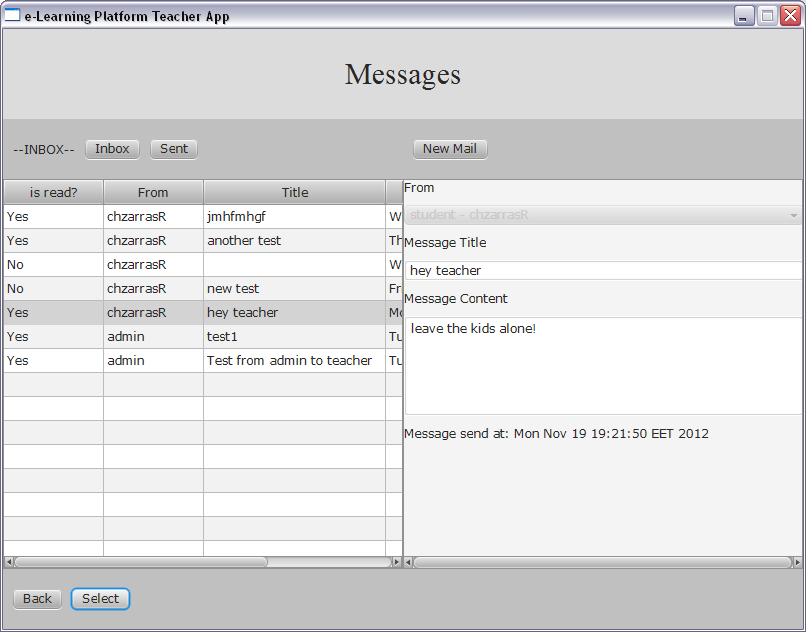 e-Learning Platform Teacher App
Messages
--INBOX-- Inbox Sent New Mail
is read? From Title
Yes chzarrasR jmhfmhgf W
Yes chzarrasR another test Th
No chzarrasR W
No chzarrasR new test Fr
Yes chzarrasR hey teacher Mo
Yes admin test1 Tu
Yes admin Test from admin to teacher Tu
From
student - chzarrasR
Message Title
hey teacher
Message Content
leave the kids alone!
Message send at: Mon Nov 19 19:21:50 EET 2012
Back Select